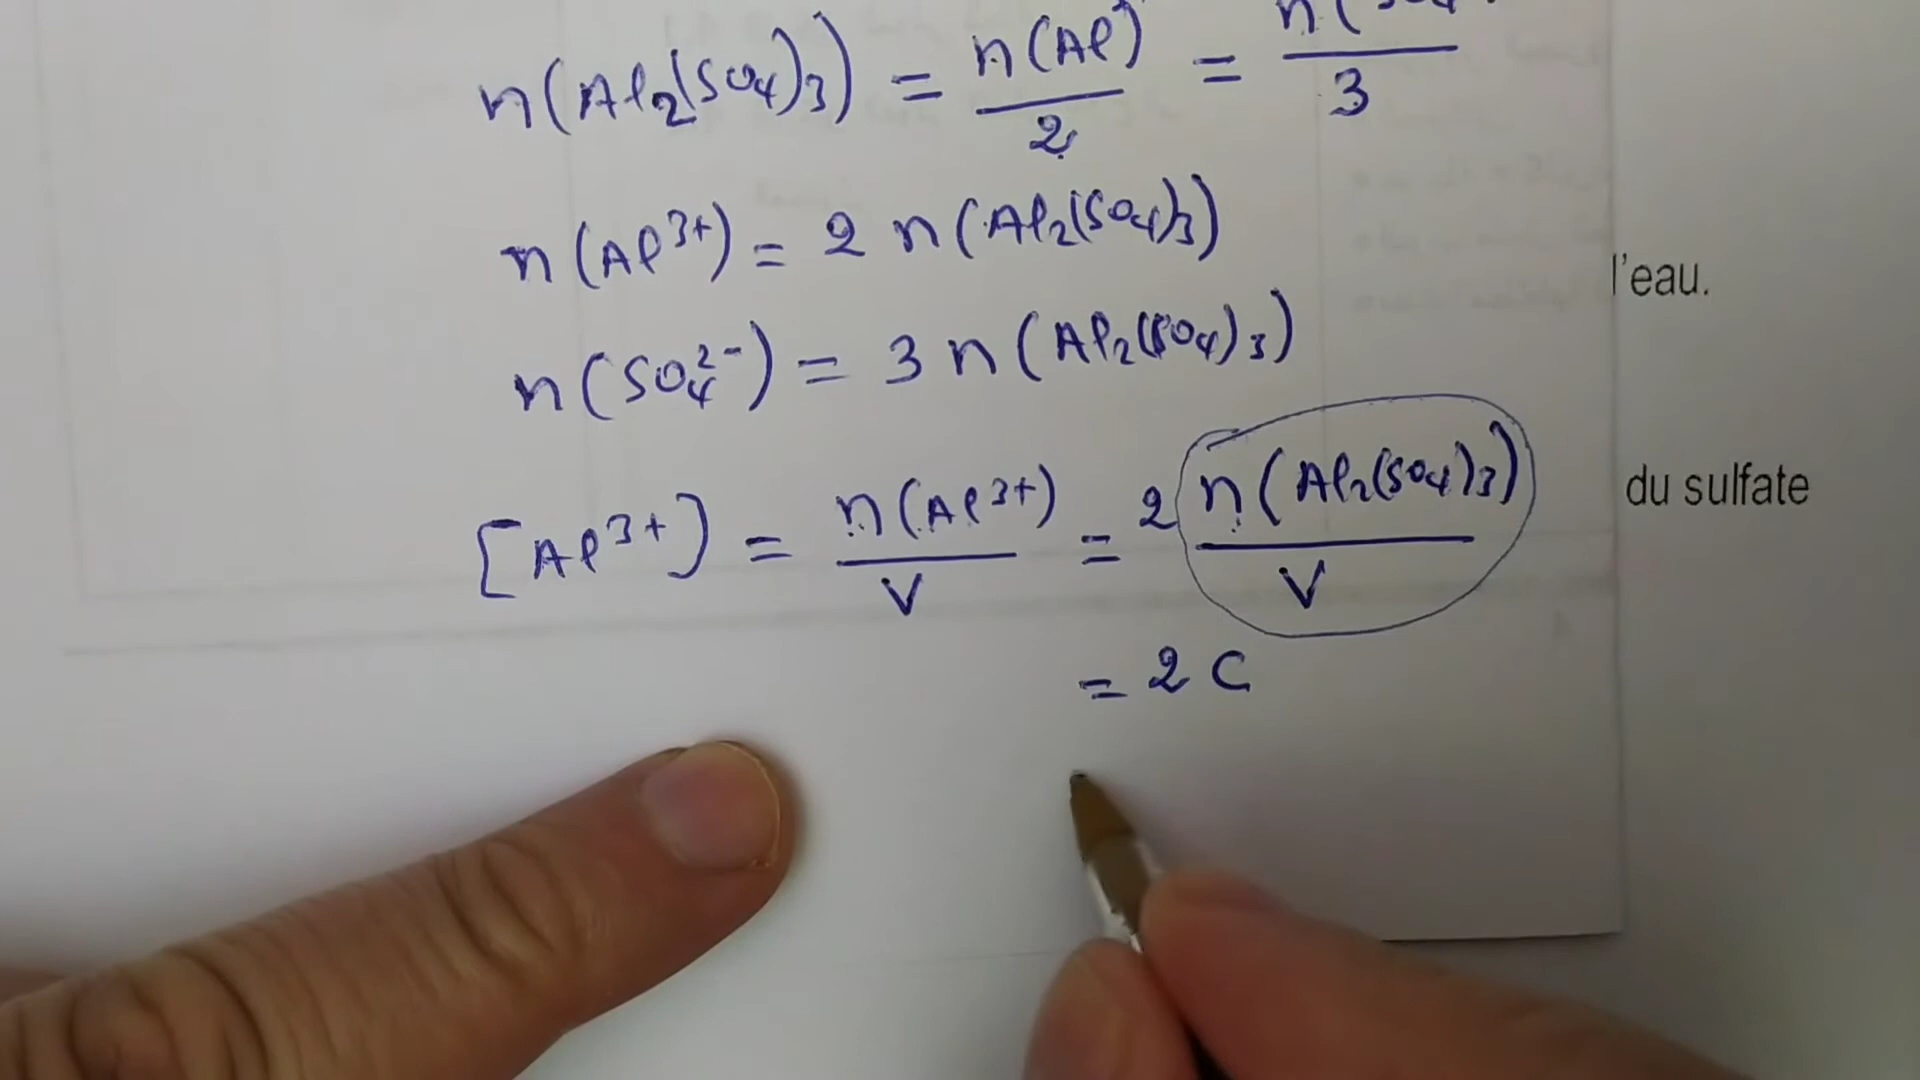 n(Al2(SO4)3) = n(Al) / 2 = n(SO4 / 3
n(Al³⁺) = 2 n(Al2(SO4)3)
l'eau.
n(SO4²⁻) = 3 n(Al2(SO4)3)
[Al³⁺] = n(Al³⁺) / V = 2 n(Al2(SO4)3) / V
du sulfate
= 2 C